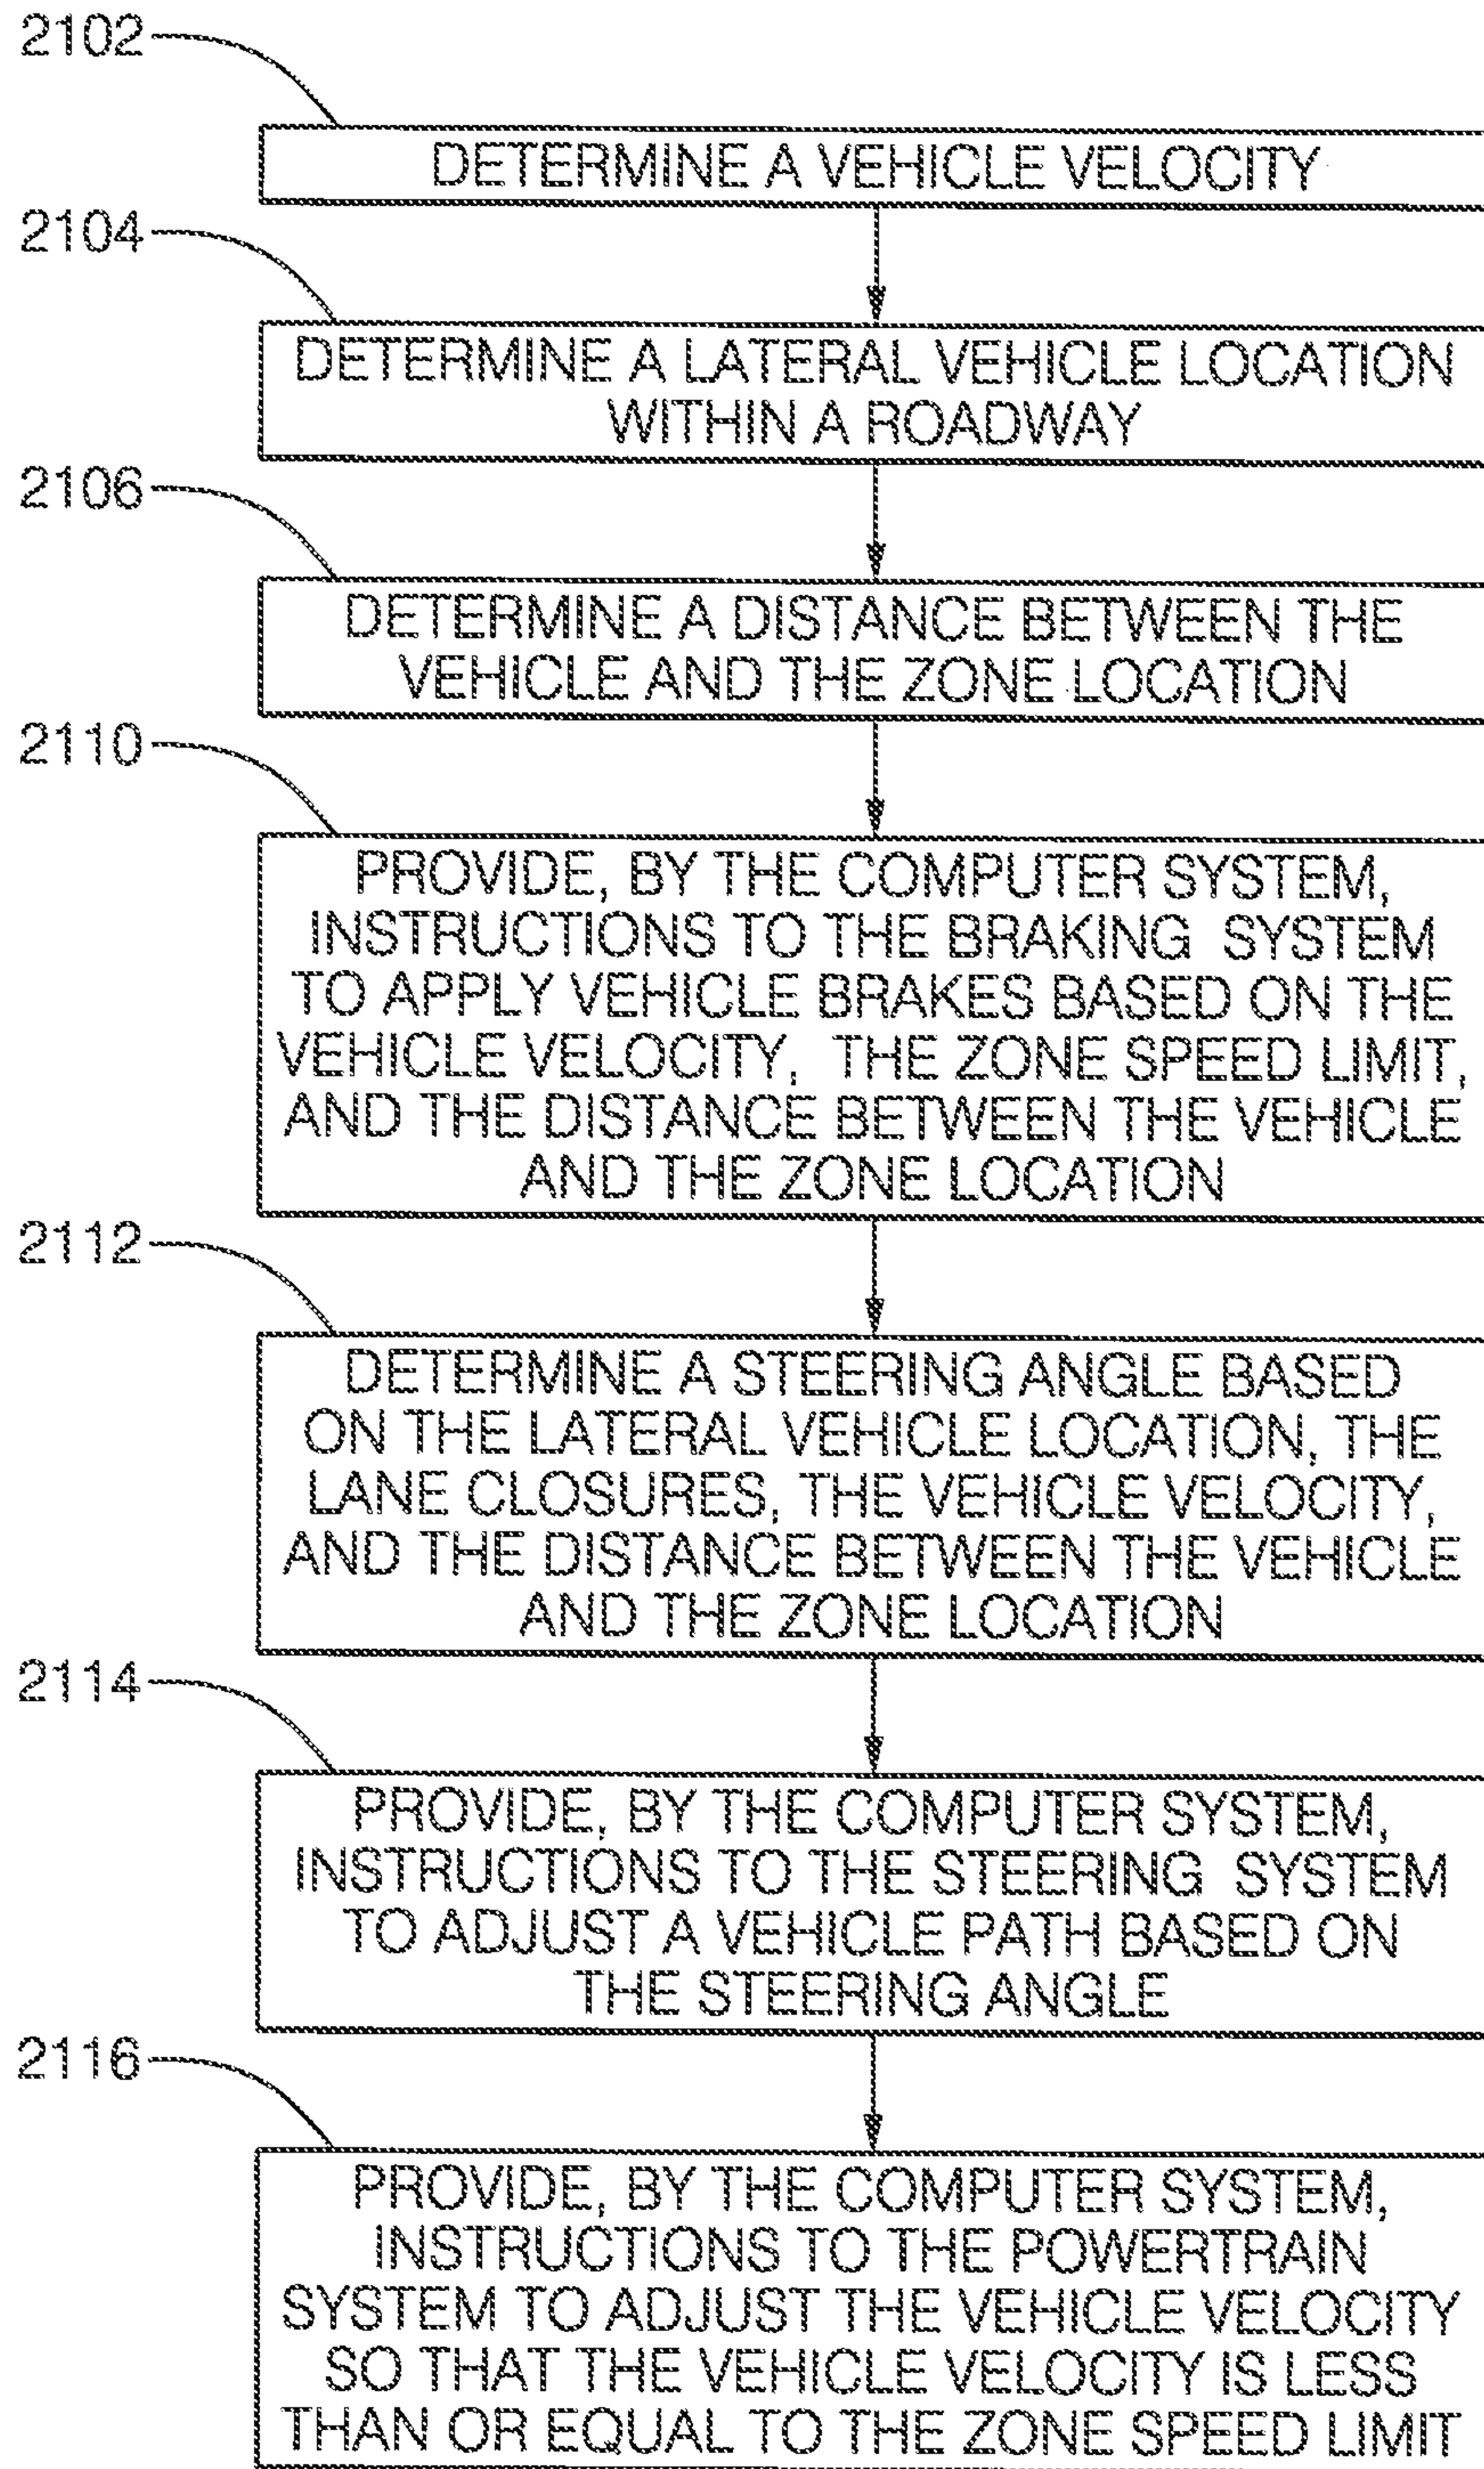 2102
DETERMINE A VEHICLE VELOCITY
2104
DETERMINE A LATERAL VEHICLE LOCATION
WITHIN A ROADWAY
2106
DETERMINE A DISTANCE BETWEEN THE
VEHICLE AND THE ZONE LOCATION
2110
PROVIDE, BY THE COMPUTER SYSTEM,
INSTRUCTIONS TO THE BRAKING SYSTEM
TO APPLY VEHICLE BRAKES BASED ON THE
VEHICLE VELOCITY, THE ZONE SPEED LIMIT,
AND THE DISTANCE BETWEEN THE VEHICLE
AND THE ZONE LOCATION
2112
DETERMINE A STEERING ANGLE BASED
ON THE LATERAL VEHICLE LOCATION, THE
LANE CLOSURES, THE VEHICLE VELOCITY,
AND THE DISTANCE BETWEEN THE VEHICLE
AND THE ZONE LOCATION
2114
PROVIDE, BY THE COMPUTER SYSTEM,
INSTRUCTIONS TO THE STEERING SYSTEM
TO ADJUST A VEHICLE PATH BASED ON
THE STEERING ANGLE
2116
PROVIDE, BY THE COMPUTER SYSTEM,
INSTRUCTIONS TO THE POWERTRAIN
SYSTEM TO ADJUST THE VEHICLE VELOCITY
SO THAT THE VEHICLE VELOCITY IS LESS
THAN OR EQUAL TO THE ZONE SPEED LIMIT